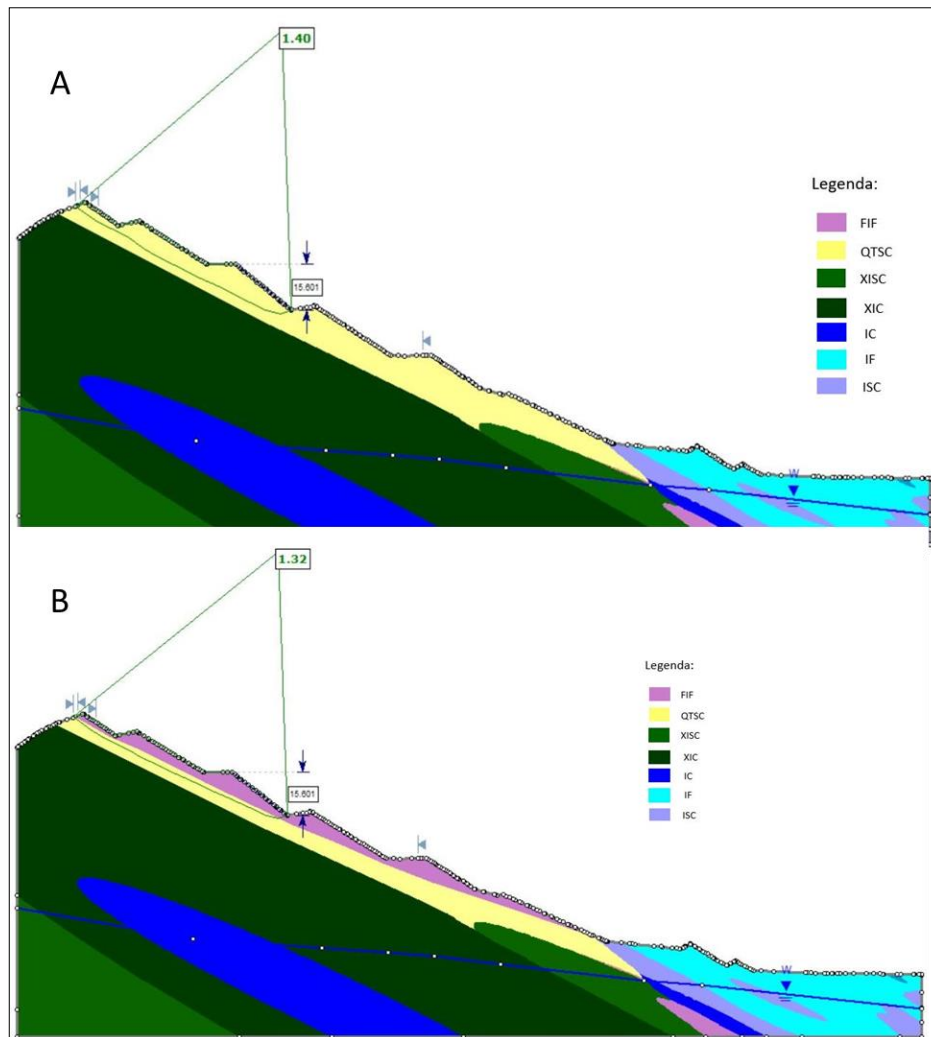 1.40
A
Legenda:
FIF
QTSC
XISC
XIC
IC
IF
ISC
15.601
W
1.32
B
Legenda:
FIF
QTSC
XISC
XIC
IC
IF
ISC
15.601
W